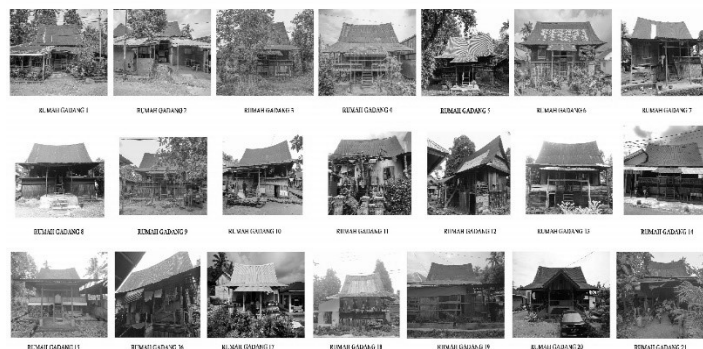 RUMAH GADANG 1
RUMAH GADANG 2
RUMAH GADANG 3
RUMAH GADANG 4
RUMAH GADANG 5
RUMAH GADANG 6
RUMAH GADANG 7
RUMAH GADANG 8
RUMAH GADANG 9
RUMAH GADANG 10
RUMAH GADANG 11
RUMAH GADANG 12
RUMAH GADANG 13
RUMAH GADANG 14
RUMAH GADANG 15
RUMAH GADANG 16
RUMAH GADANG 17
RUMAH GADANG 18
RUMAH GADANG 19
RUMAH GADANG 20
RUMAH GADANG 21